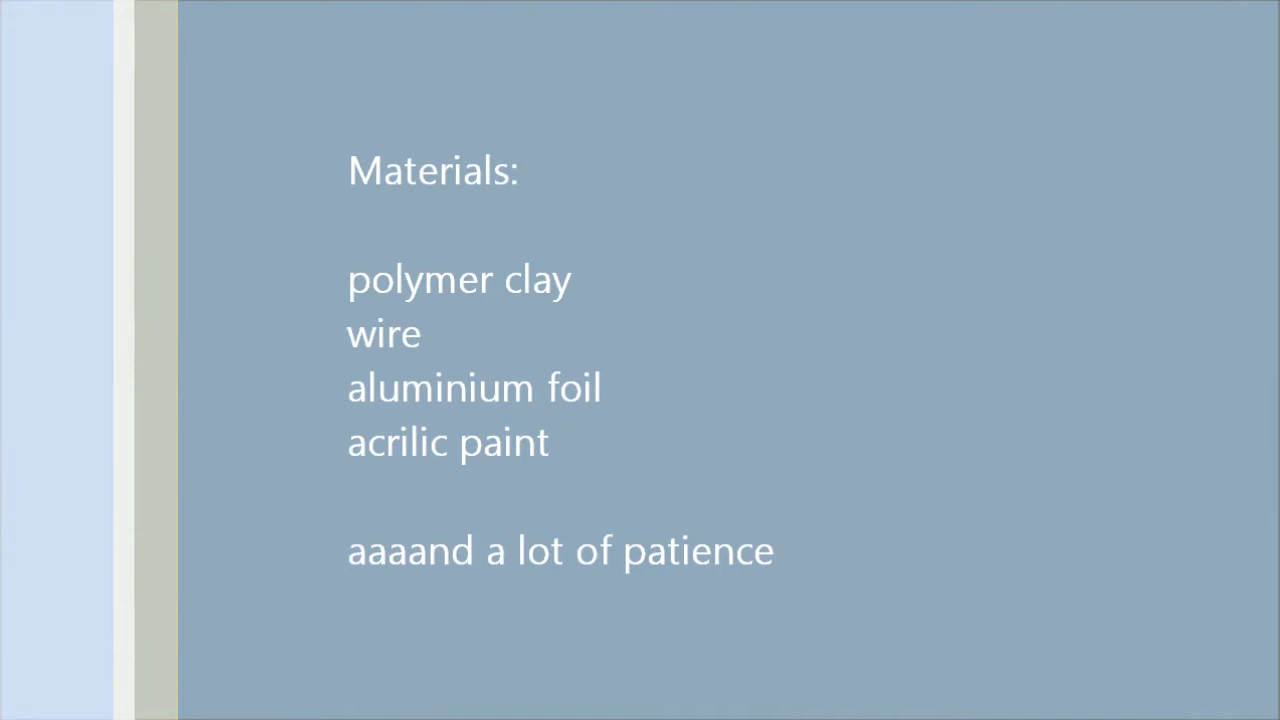 Materials:
polymer clay
wire
aluminium foil
acrilic paint
aaaand a lot of patience